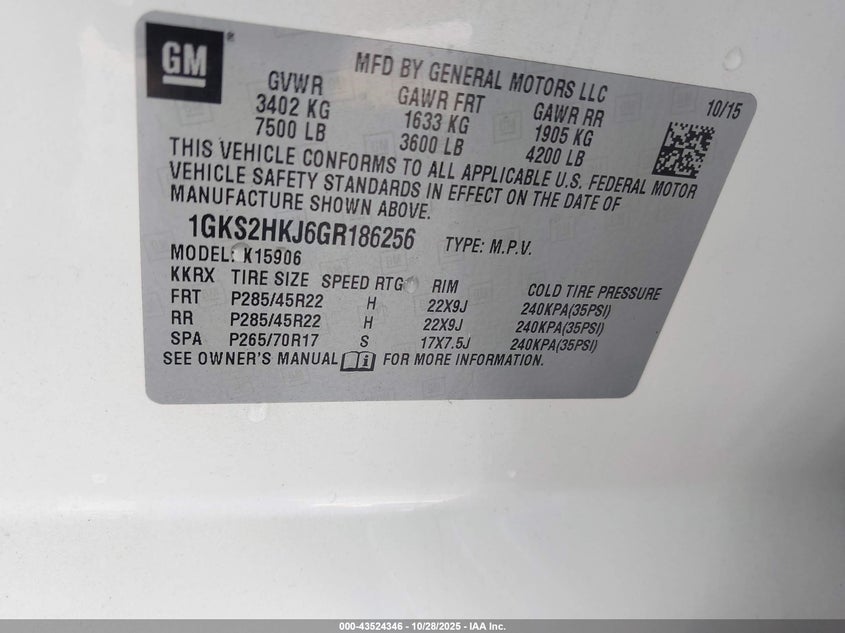 GM®
MFD BY GENERAL MOTORS LLC
10/15
GVWR GAWR FRT GAWR RR
3402 KG 1633 KG 1905 KG
7500 LB 3600 LB 4200 LB
THIS VEHICLE CONFORMS TO ALL APPLICABLE U.S. FEDERAL MOTOR
VEHICLE SAFETY STANDARDS IN EFFECT ON THE DATE OF
MANUFACTURE SHOWN ABOVE.
1GKS2HKJ6GR186256 TYPE: M.P.V.
MODEL: K15906
KKRX TIRE SIZE SPEED RTG RIM COLD TIRE PRESSURE
FRT P285/45R22 H 22X9J 240KPA(35PSI)
RR P285/45R22 H 22X9J 240KPA(35PSI)
SPA P265/70R17 S 17X7.5J 240KPA(35PSI)
SEE OWNER'S MANUAL FOR MORE INFORMATION.
000-43524346 | 10/28/2025 - IAA Inc.